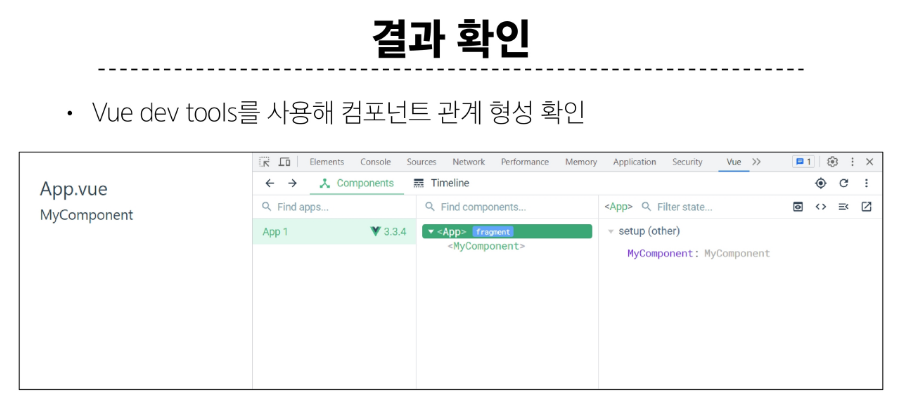 결과 확인
• Vue dev tools를 사용해 컴포넌트 관계 형성 확인
App.vue
MyComponent
Elements Console Sources Network Performance Memory Application Security Vue 1
Components Timeline
Find apps... Find components... <App> Filter state...
App 1 3.3.4 <App> fragment setup (other)
<MyComponent>
MyComponent: MyComponent